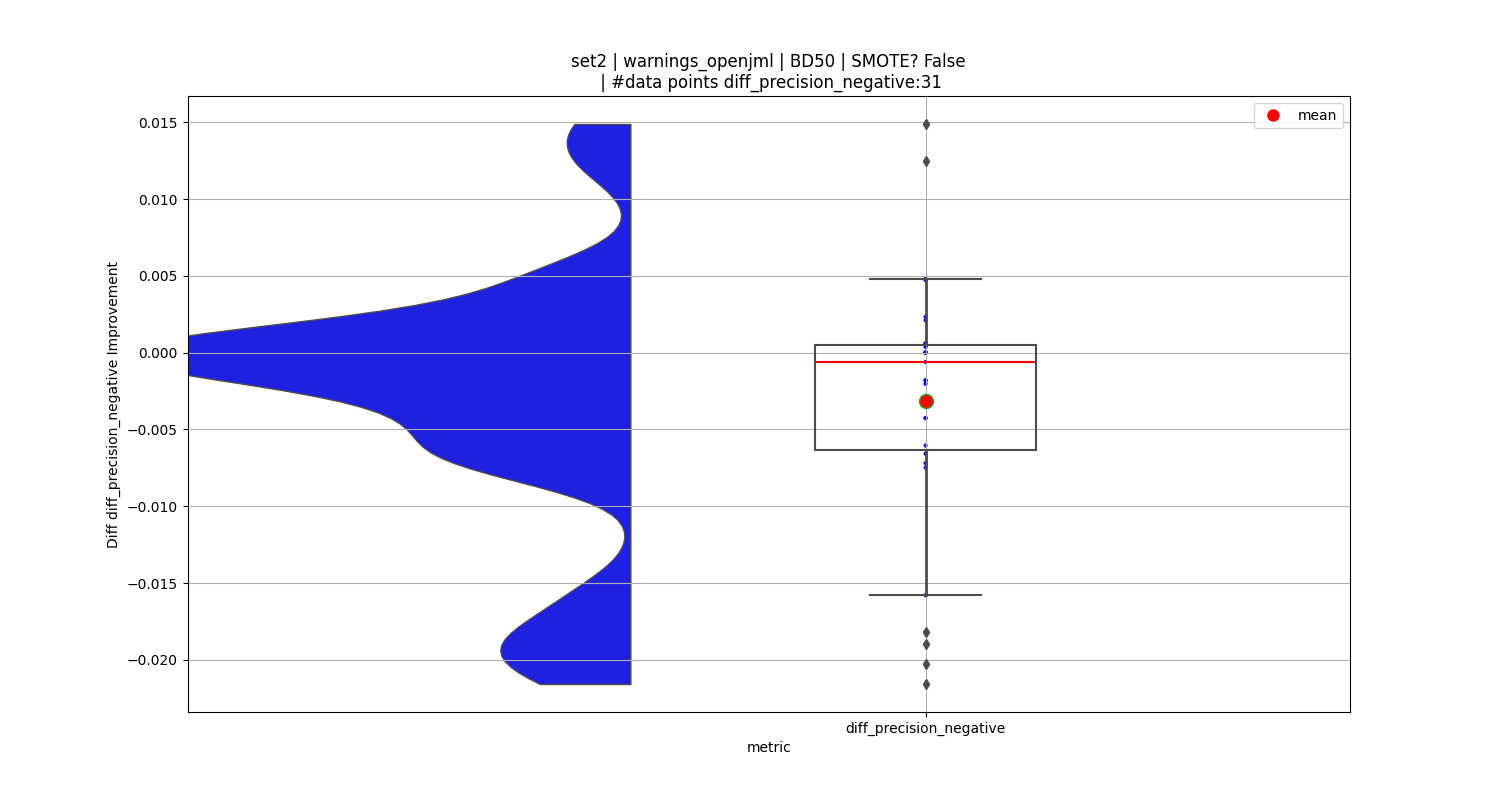 set2 | warnings_openjml | BD50 | SMOTE? False
| #data points diff_precision_negative:31
mean
0.015
0.010
0.005
0.000
−0.005
−0.010
−0.015
−0.020
Diff diff_precision_negative Improvement
diff_precision_negative
metric